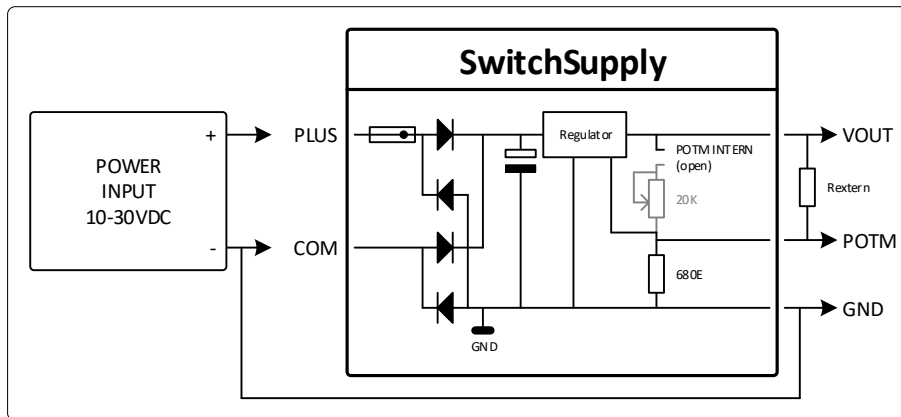 SwitchSupply
+
PLUS
Regulator
VOUT
POTM INTERN
(open)
POWER
INPUT
10-30VDC
20K
Rextern
-
COM
POTM
680E
GND
GND